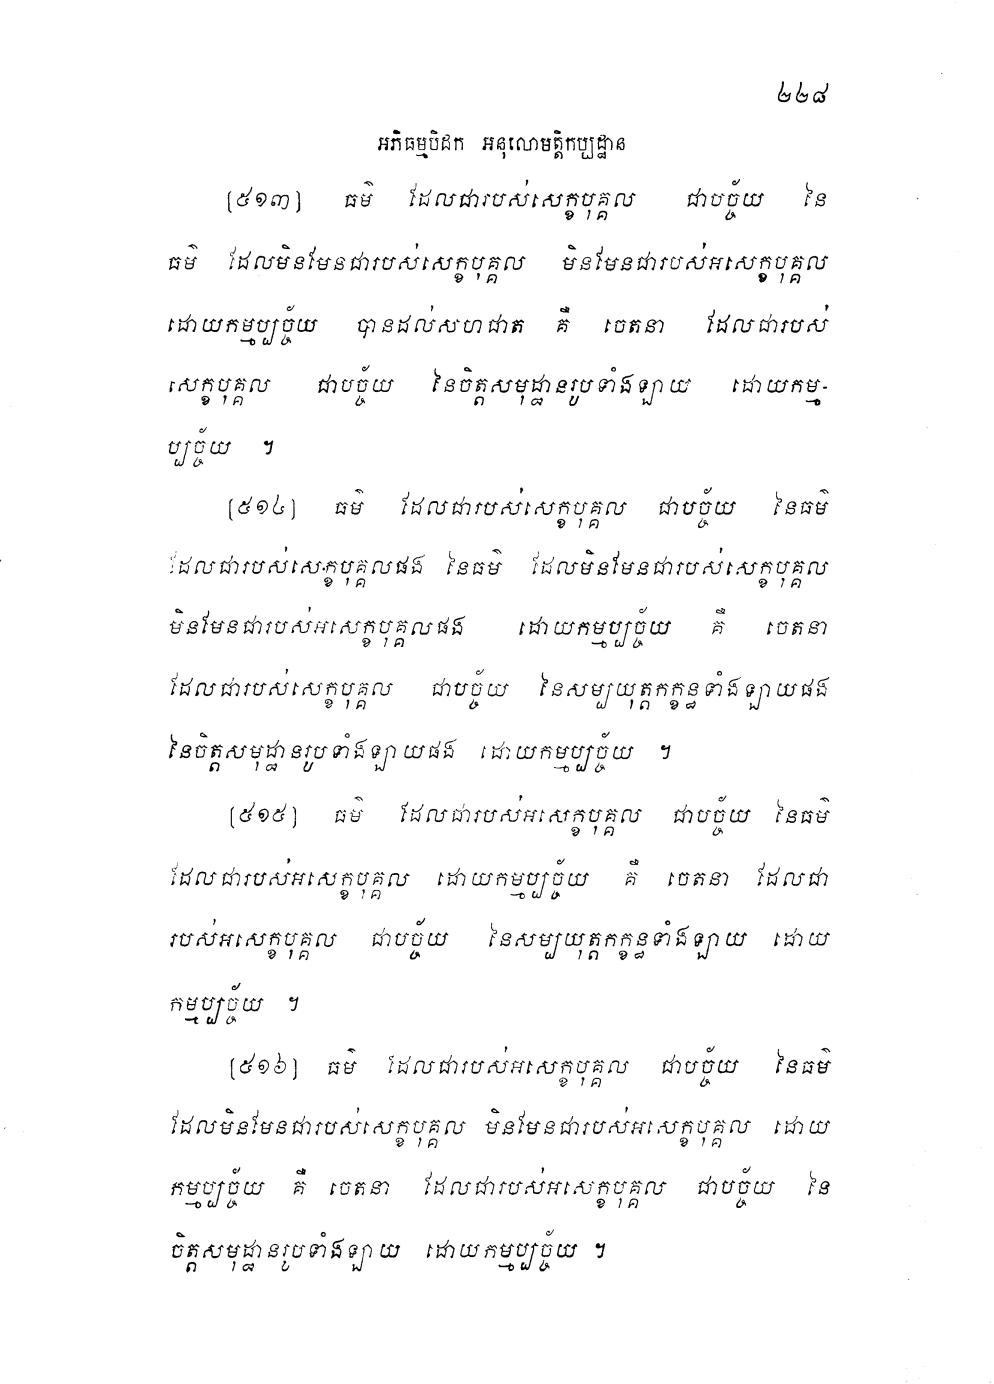 ២២៨
អភិធម្មបិដក អនុលោមត្តិកប្បដ្ឋាន
[៥១៣] ធម៌ ដែលជារបស់សេក្ខបុគ្គល ជាបច្ច័យ នៃ
ធម៌ ដែលមិនមែនជារបស់សេក្ខបុគ្គល មិនមែនជារបស់អសេក្ខបុគ្គល
ដោយកម្មប្បច្ច័យ បានដល់សហជាត គឺ ចេតនា ដែលជារបស់
សេក្ខបុគ្គល ជាបច្ច័យ នៃចិត្តសមុដ្ឋានរូបទាំងឡាយ ដោយកម្ម-
ប្បច្ច័យ ។
[៥១៤] ធម៌ ដែលជារបស់សេក្ខបុគ្គល ជាបច្ច័យ នៃធម៌
ដែលជារបស់សេក្ខបុគ្គលផង នៃធម៌ ដែលមិនមែនជារបស់សេក្ខបុគ្គល
មិនមែនជារបស់អសេក្ខបុគ្គលផង ដោយកម្មប្បច្ច័យ គឺ ចេតនា
ដែលជារបស់សេក្ខបុគ្គល ជាបច្ច័យ នៃសម្បយុត្តកក្ខន្ធទាំងឡាយផង
នៃចិត្តសមុដ្ឋានរូបទាំងឡាយផង ដោយកម្មប្បច្ច័យ ។
[៥១៥] ធម៌ ដែលជារបស់អសេក្ខបុគ្គល ជាបច្ច័យ នៃធម៌
ដែលជារបស់អសេក្ខបុគ្គល ដោយកម្មប្បច្ច័យ គឺ ចេតនា ដែលជា
របស់អសេក្ខបុគ្គល ជាបច្ច័យ នៃសម្បយុត្តកក្ខន្ធទាំងឡាយ ដោយ
កម្មប្បច្ច័យ ។
[៥១៦] ធម៌ ដែលជារបស់អសេក្ខបុគ្គល ជាបច្ច័យ នៃធម៌
ដែលមិនមែនជារបស់សេក្ខបុគ្គល មិនមែនជារបស់អសេក្ខបុគ្គល ដោយ
កម្មប្បច្ច័យ គឺ ចេតនា ដែលជារបស់អសេក្ខបុគ្គល ជាបច្ច័យ នៃ
ចិត្តសមុដ្ឋានរូបទាំងឡាយ ដោយកម្មប្បច្ច័យ ។